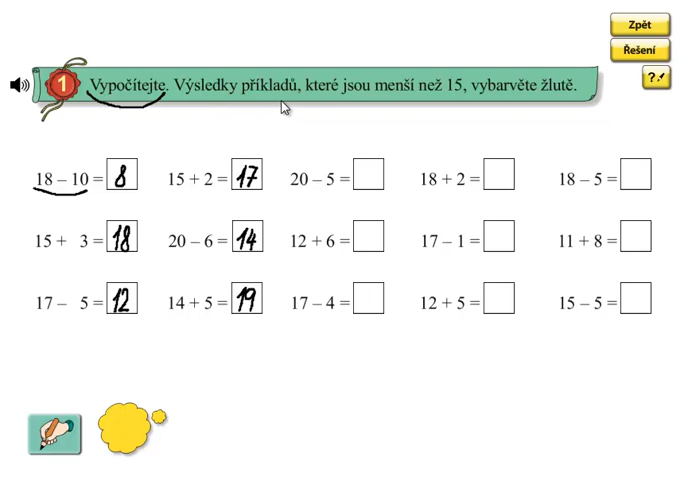 Zpět
Řešení
?
1 Vypočítejte. Výsledky příkladů, které jsou menší než 15, vybarvěte žlutě.
18 – 10 = 8 15 + 2 = 17 20 – 5 = 18 + 2 = 18 – 5 =
15 + 3 = 18 20 – 6 = 14 12 + 6 = 17 – 1 = 11 + 8 =
17 – 5 = 12 14 + 5 = 19 17 – 4 = 12 + 5 = 15 – 5 =